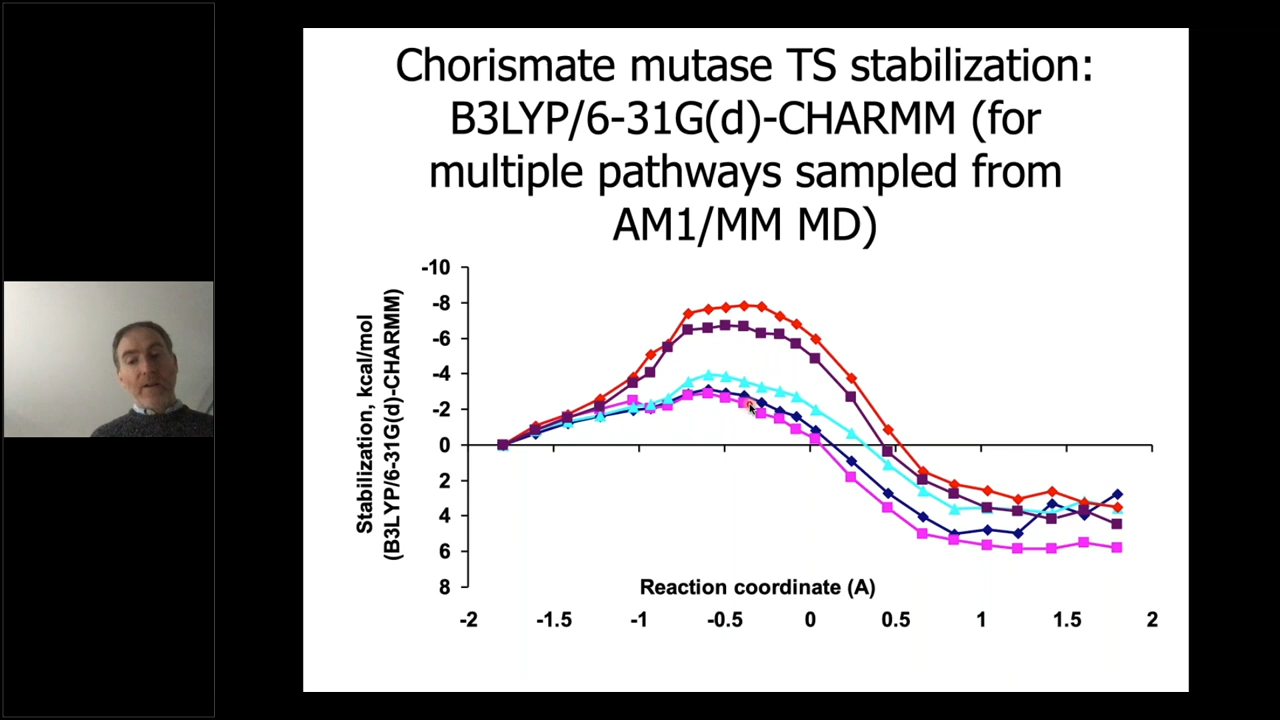 Chorismate mutase TS stabilization:
B3LYP/6-31G(d)-CHARMM (for
multiple pathways sampled from
AM1/MM MD)
Stabilization, kcal/mol
(B3LYP/6-31G(d)-CHARMM)
-10
-8
-6
-4
-2
0
2
4
6
8
Reaction coordinate (A)
-2 -1.5 -1 -0.5 0 0.5 1 1.5 2